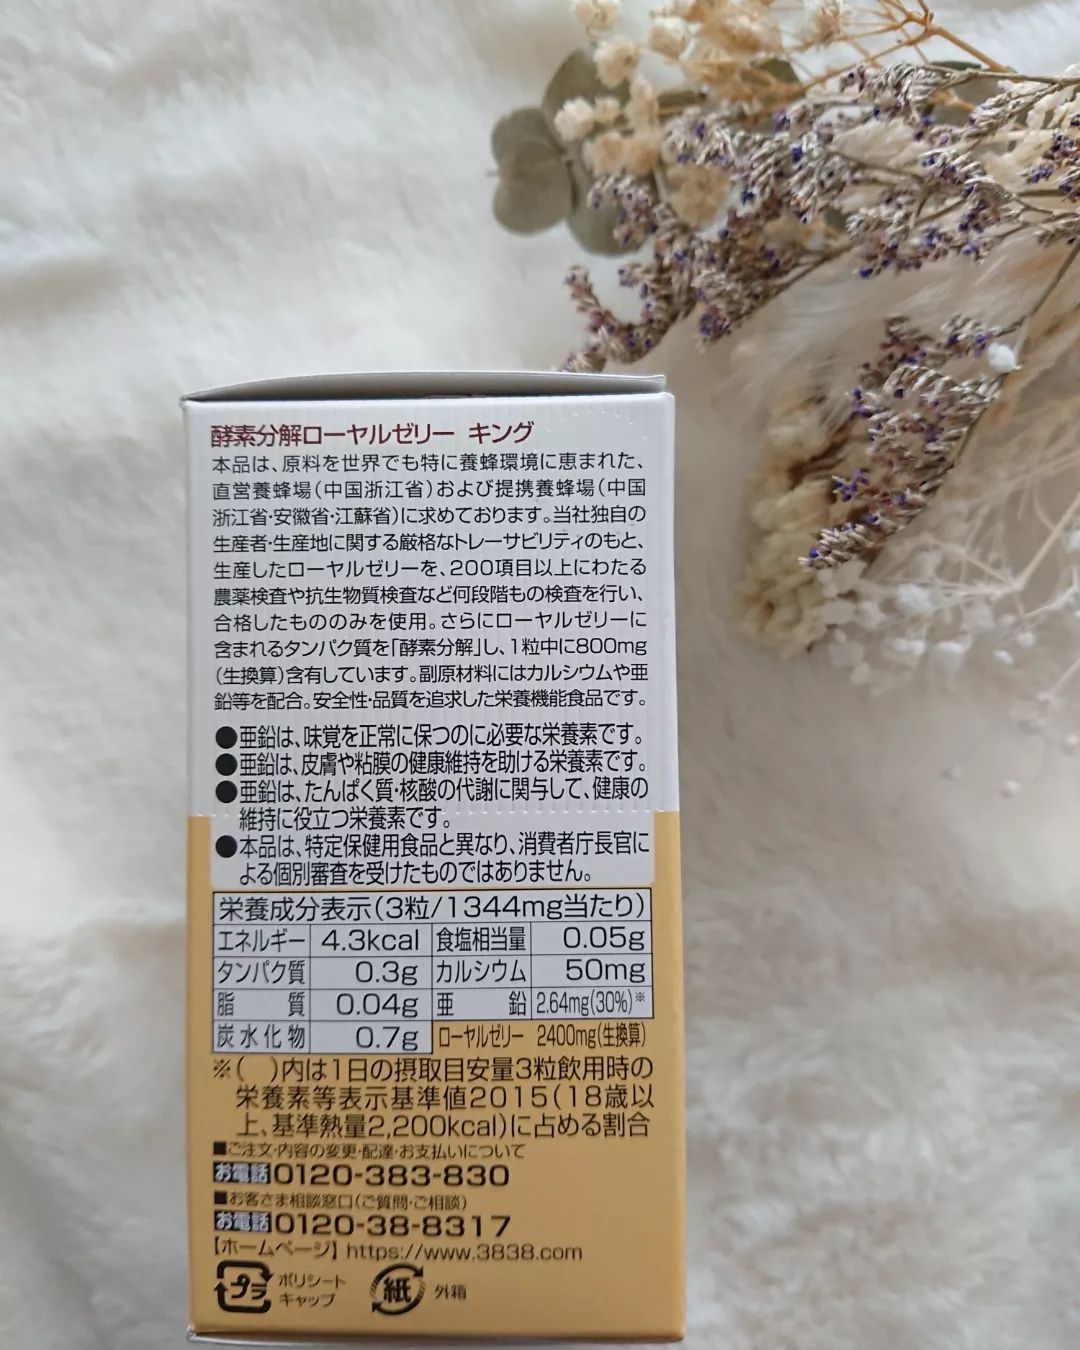 酵素分解ローヤルゼリー キング
本品は、原料を世界でも特に養蜂環境に恵まれた、
直営養蜂場(中国浙江省)および提携養蜂場(中国
浙江省・安徽省・江蘇省)に求めております。当社独自の
生産者・生産地に関する厳格なトレーサビリティのもと、
生産したローヤルゼリーを、200項目以上にわたる
農薬検査や抗生物質検査など何段階もの検査を行い、
合格したもののみを使用。さらにローヤルゼリーに
含まれるタンパク質を「酵素分解」し、1粒中に800mg
(生換算)含有しています。副原材料にはカルシウムや亜
鉛等を配合。安全性・品質を追求した栄養機能食品です。
●亜鉛は、味覚を正常に保つのに必要な栄養素です。
●亜鉛は、皮膚や粘膜の健康維持を助ける栄養素です。
●亜鉛は、たんぱく質・核酸の代謝に関与して、健康の
維持に役立つ栄養素です。
●本品は、特定保健用食品と異なり、消費者庁長官に
よる個別審査を受けたものではありません。
栄養成分表示(3粒/1344mg当たり)
エネルギー 4.3kcal 食塩相当量 0.05g
タンパク質 0.3g カルシウム 50mg
脂質 0.04g 亜鉛 2.64mg(30%)※
炭水化物 0.7g ローヤルゼリー 2400mg(生換算)
※( )内は1日の摂取目安量3粒飲用時の
栄養素等表示基準値2015(18歳以
上、基準熱量2,200kcal)に占める割合
■ご注文・内容の変更・配達・お支払いについて
お電話 0120-383-830
■お客さま相談窓口(ご質問・ご相談)
お電話 0120-38-8317
【ホームページ】https://www.3838.com
プラ ポリシート
キャップ
紙 外箱